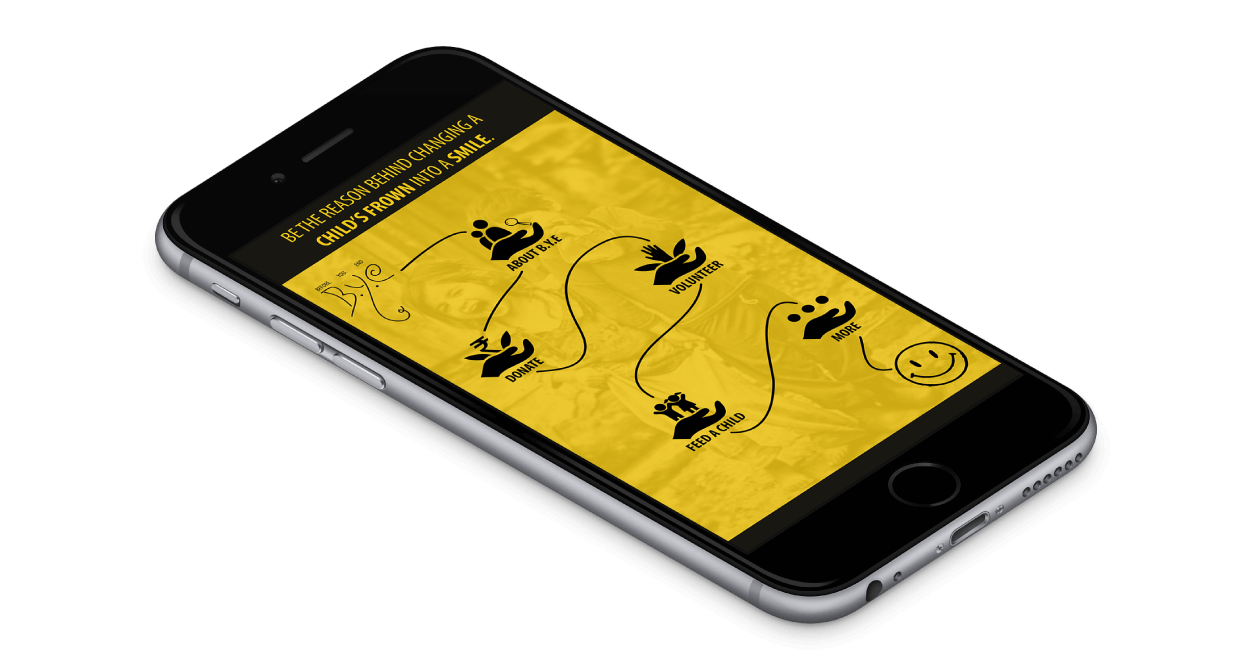 BE THE REASON BEHIND CHANGING A
CHILD'S FROWN INTO A SMILE.
BEFORE YOU END
B.Y.E
ABOUT B.Y.E
VOLUNTEER
MORE
₹
DONATE
FEED A CHILD